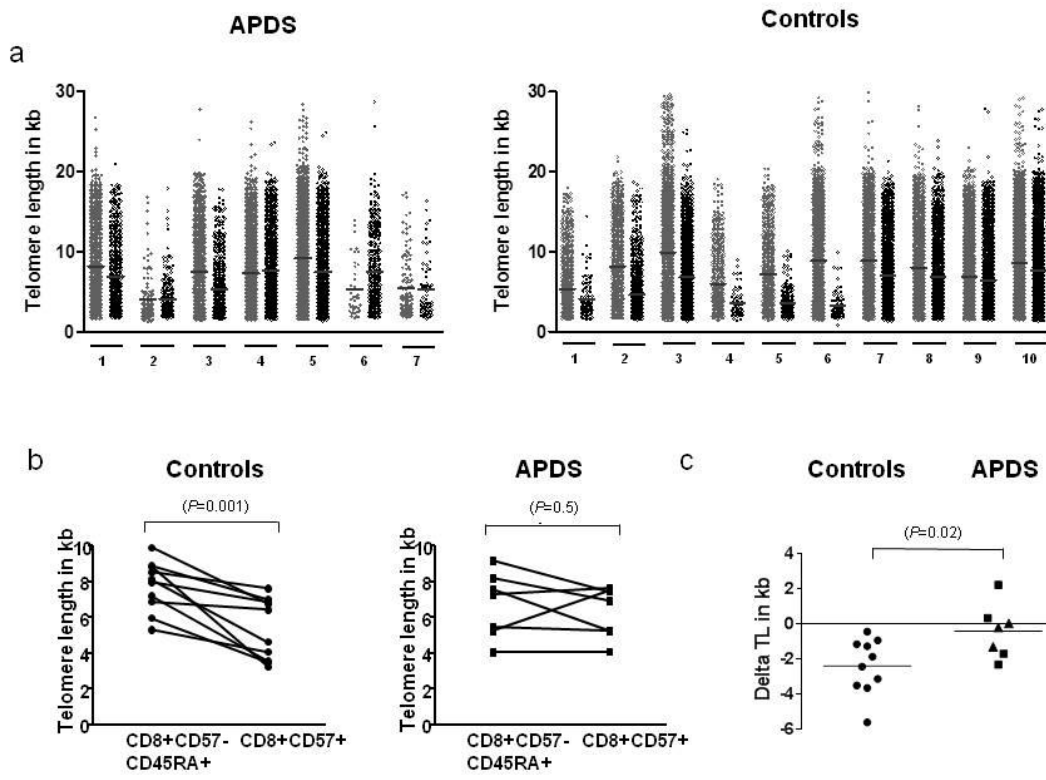 APDS
Controls
a
Telomere length in kb
30
20
10
0
1 2 3 4 5 6 7
Telomere length in kb
30
20
10
0
1 2 3 4 5 6 7 8 9 10
b
Controls
(P=0.001)
Telomere length in kb
10
8
6
4
2
0
CD8+CD57- CD8+CD57+
CD45RA+
APDS
(P=0.5)
Telomere length in kb
10
8
6
4
2
0
CD8+CD57- CD8+CD57+
CD45RA+
c
Controls
APDS
(P=0.02)
Delta TL in kb
4
2
0
-2
-4
-6